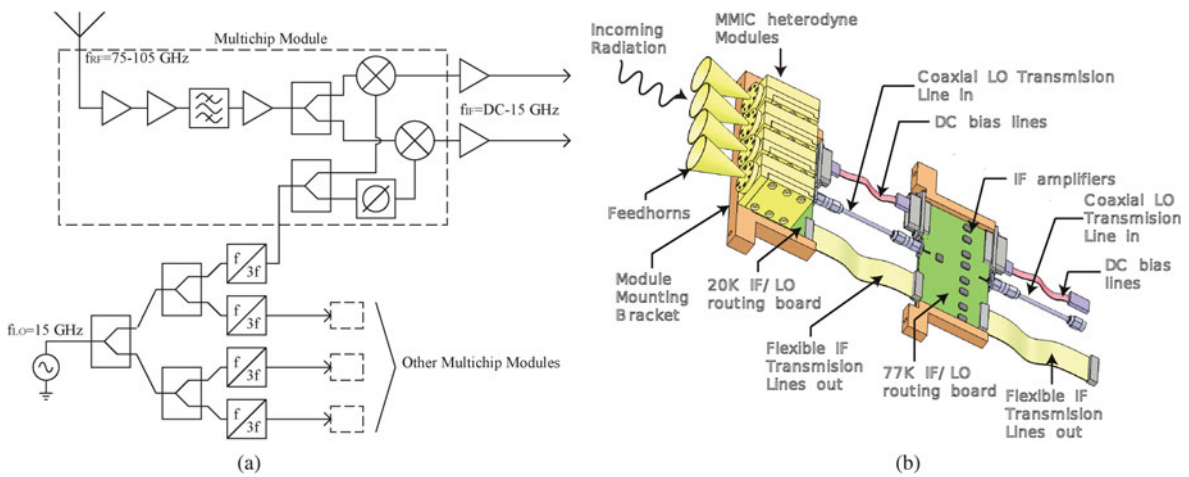 Multichip Module
fRF=75-105 GHz
fIF=DC-15 GHz
f
3f
f
3f
fLO=15 GHz
f
3f
f
3f
Other Multichip Modules
(a)
Incoming
Radiation
MMIC heterodyne
Modules
Coaxial LO Transmision
Line in
DC bias lines
IF amplifiers
Coaxial LO
Transmision
Line in
DC bias
lines
Feedhorns
Module
Mounting
Bracket
20K IF/LO
routing board
Flexible IF
Transmision
Lines out
77K IF/LO
routing board
Flexible IF
Transmision
Lines out
(b)